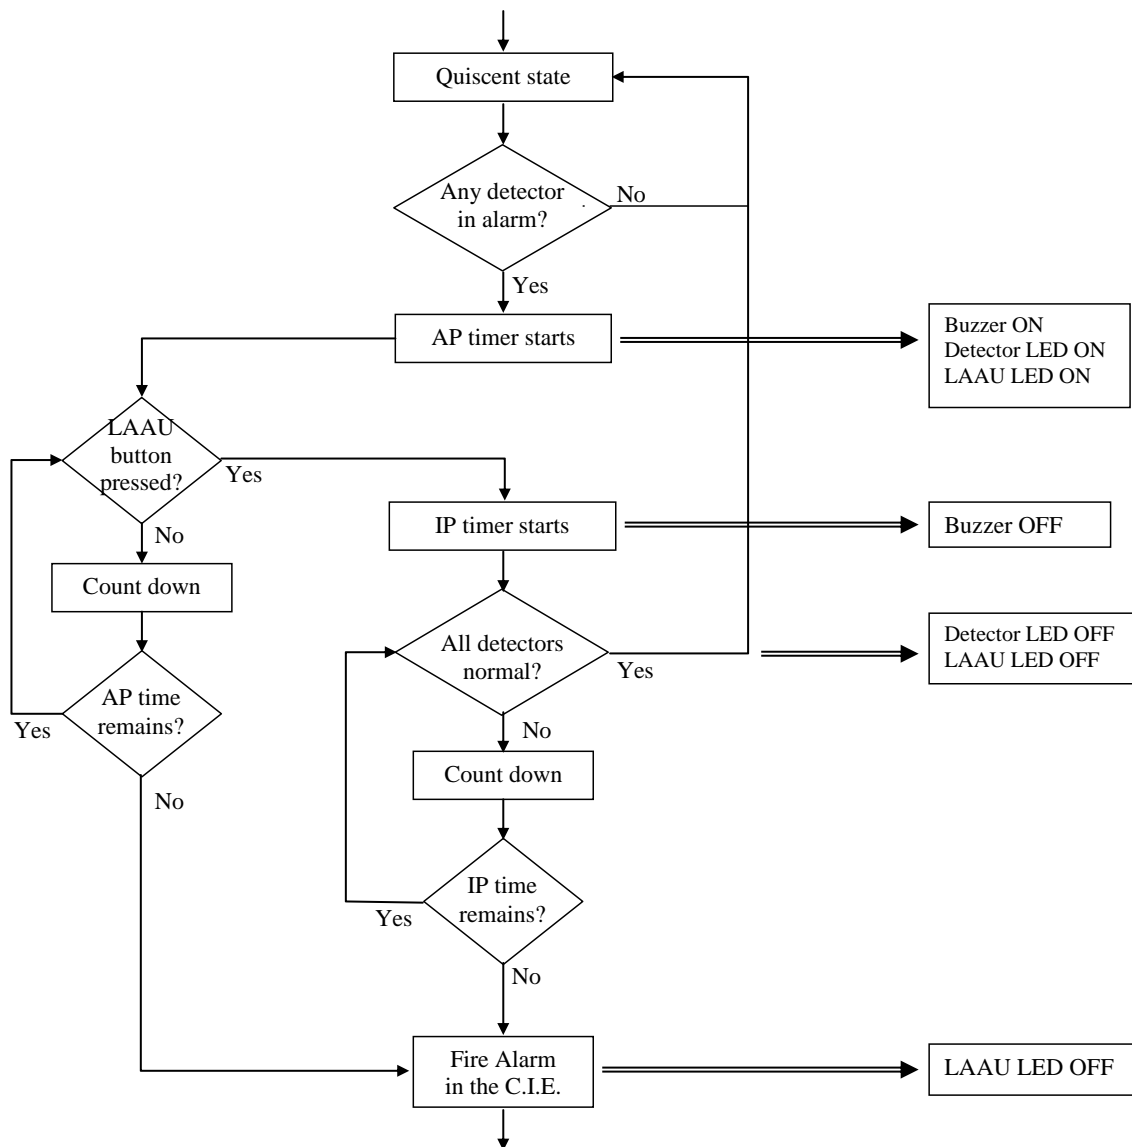 Quiscent state
Any detector
in alarm?
No
Yes
AP timer starts
Buzzer ON
Detector LED ON
LAAU LED ON
LAAU
button
pressed?
Yes
No
IP timer starts
Buzzer OFF
Count down
All detectors
normal?
Yes
Detector LED OFF
LAAU LED OFF
AP time
remains?
Yes
No
No
Count down
IP time
remains?
Yes
No
Fire Alarm
in the C.I.E.
LAAU LED OFF